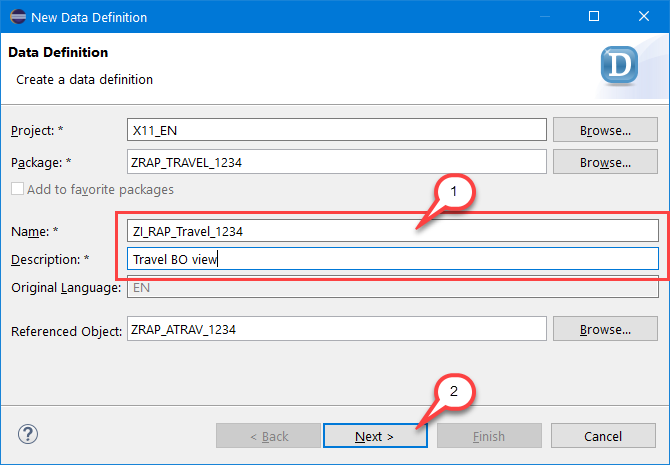 New Data Definition
Data Definition
Create a data definition
D
Project: * X11_EN Browse...
Package: * ZRAP_TRAVEL_1234 Browse...
Add to favorite packages
1
Name: * ZI_RAP_Travel_1234
Description: * Travel BO view
Original Language: EN
Referenced Object: ZRAP_ATRAV_1234 Browse...
2
? < Back Next > Finish Cancel